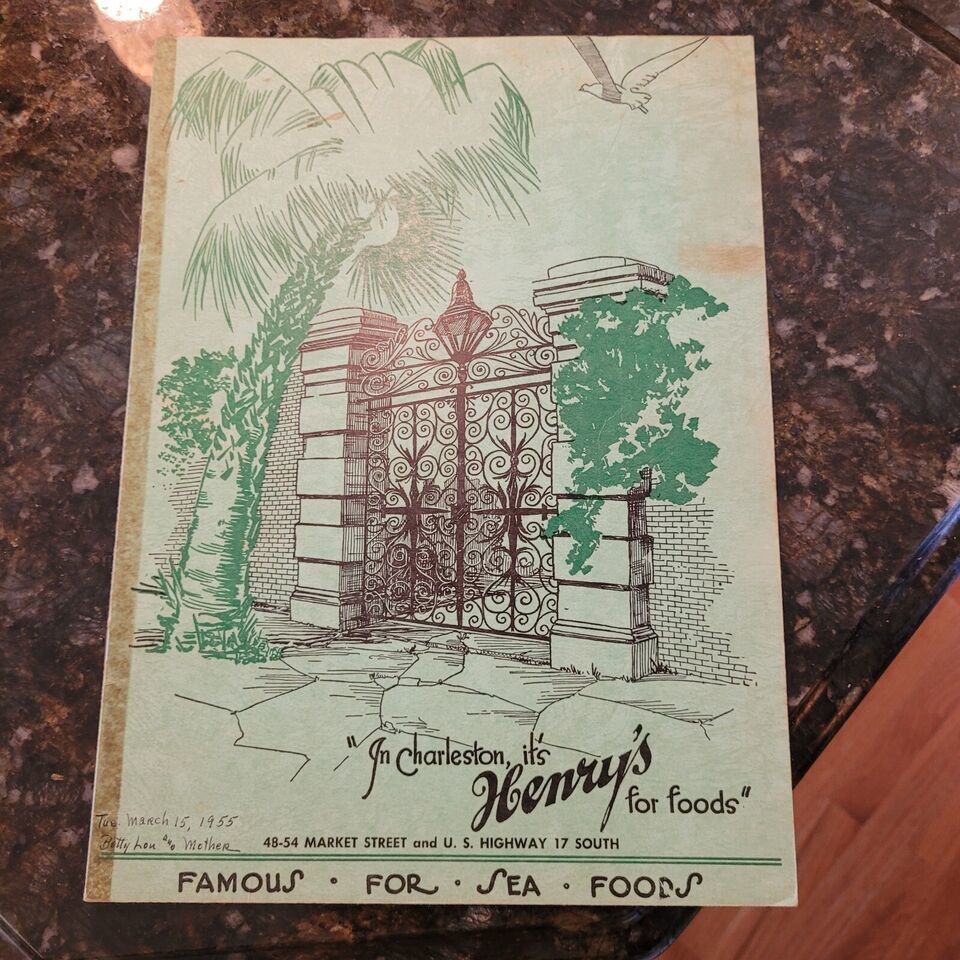 "In Charleston, it's
Henry's
for foods"
Tue. March 15, 1955
Betty Lou Mother
48-54 MARKET STREET and U. S. HIGHWAY 17 SOUTH
FAMOUS · FOR · SEA · FOODS